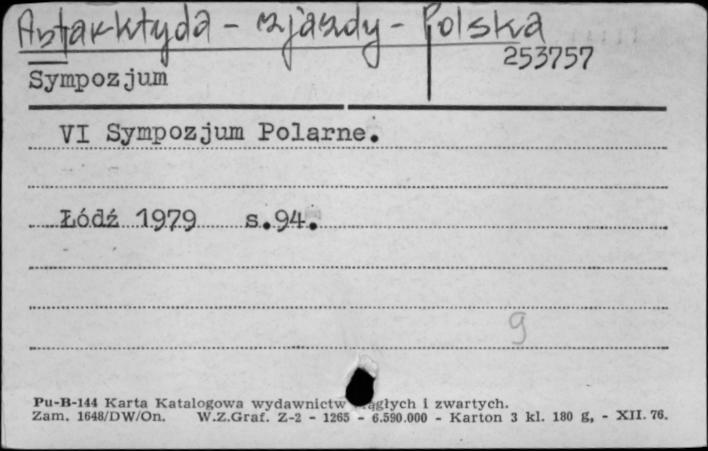 Antarktyda - zjazdy - Polska
253757
Sympozjum
VI Sympozjum Polarne.
Łódź 1979 s.94.
9
Pu-B-144 Karta Katalogowa wydawnictw ciągłych i zwartych.
Zam. 1648/DW/On. W.Z.Graf. Z-2 - 1265 - 6.590.000 - Karton 3 kl. 180 g, - XII. 76.